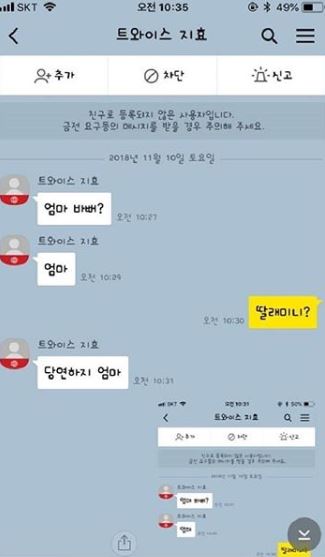 SKT 오전 10:35 49%
트와이스 지효
추가 차단 신고
친구로 등록되지 않은 사용자입니다.
금전 요구등의 메시지를 받을 경우 주의해 주세요.
2018년 11월 10일 토요일
트와이스 지효
엄마 바빠?
오전 10:27
트와이스 지효
엄마
오전 10:29
딸래미니?
오전 10:30
트와이스 지효
당연하지 엄마
오전 10:31
SKT 오전 10:31 50%
트와이스 지효
추가 차단 신고
친구로 등록되지 않은 사용자입니다.
금전 요구등의 메시지를 받을 경우 주의해 주세요.
2018년 11월 10일 토요일
트와이스 지효
엄마 바빠?
트와이스 지효
엄마